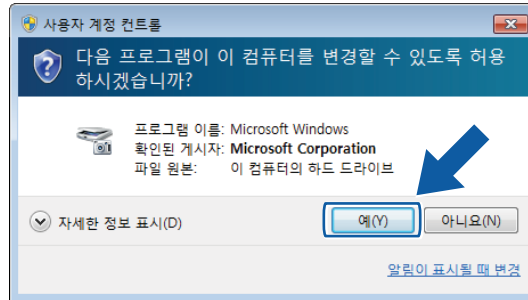 사용자 계정 컨트롤
다음 프로그램이 이 컴퓨터를 변경할 수 있도록 허용
하시겠습니까?
프로그램 이름: Microsoft Windows
확인된 게시자: Microsoft Corporation
파일 원본: 이 컴퓨터의 하드 드라이브
자세한 정보 표시(D) 예(Y) 아니요(N)
알림이 표시될 때 변경